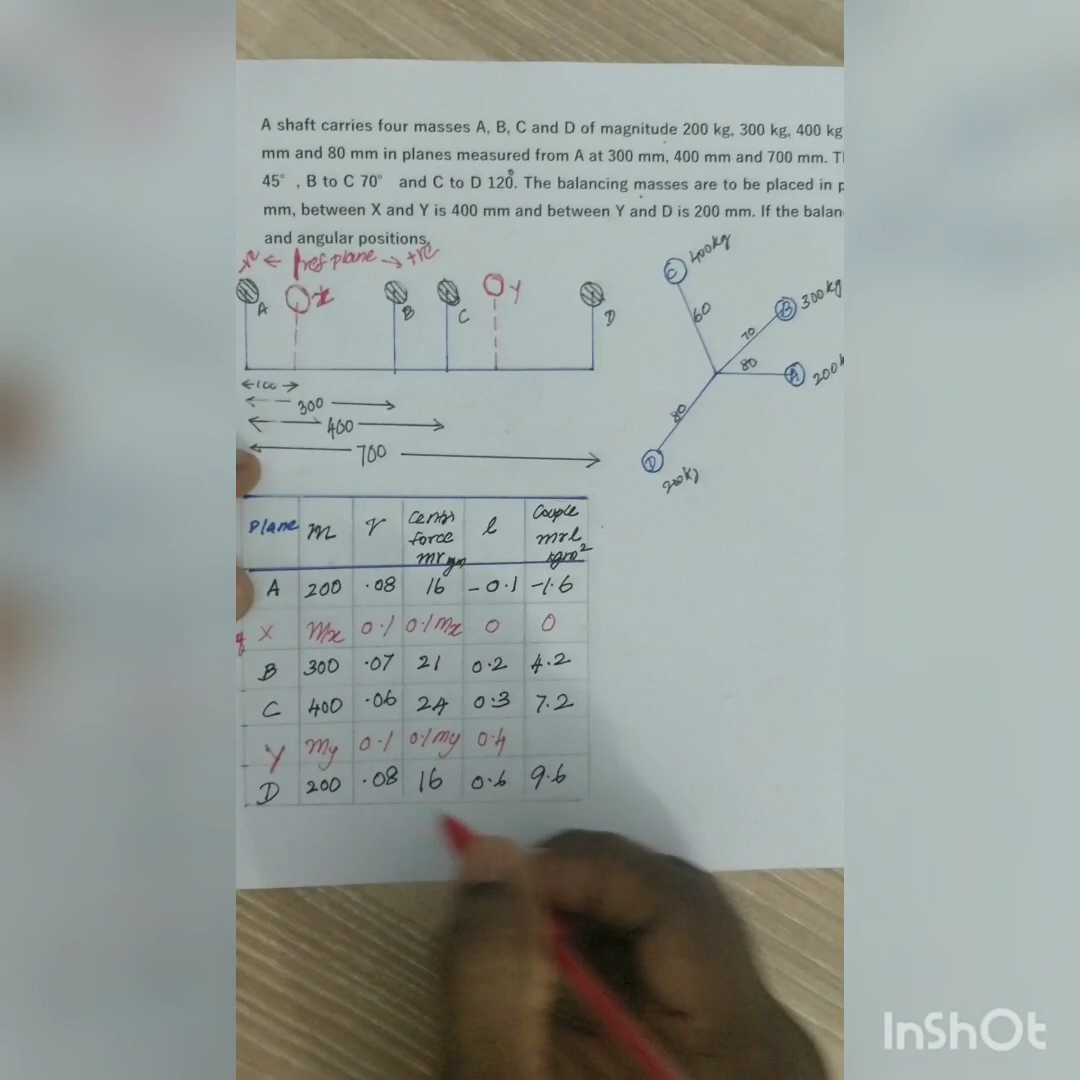 A shaft carries four masses A, B, C and D of magnitude 200 kg, 300 kg, 400 kg
mm and 80 mm in planes measured from A at 300 mm, 400 mm and 700 mm.
45° , B to C 70° and C to D 120°. The balancing masses are to be placed in
mm, between X and Y is 400 mm and between Y and D is 200 mm. If the balan
and angular positions.
← ref plane → +ve
A X B C Y D
←100→
300
400
700
C 400kg
60
B 300kg
70
80
A 200
80
D 200kg
Plane m r force mr l Couple mrl kgm²
A 200 .08 16 -0.1 -1.6
X Mx 0.1 0.1Mx 0 0
B 300 .07 21 0.2 4.2
C 400 .06 24 0.3 7.2
Y My 0.1 0.1My 0.4
D 200 .08 16 0.6 9.6
InShOt